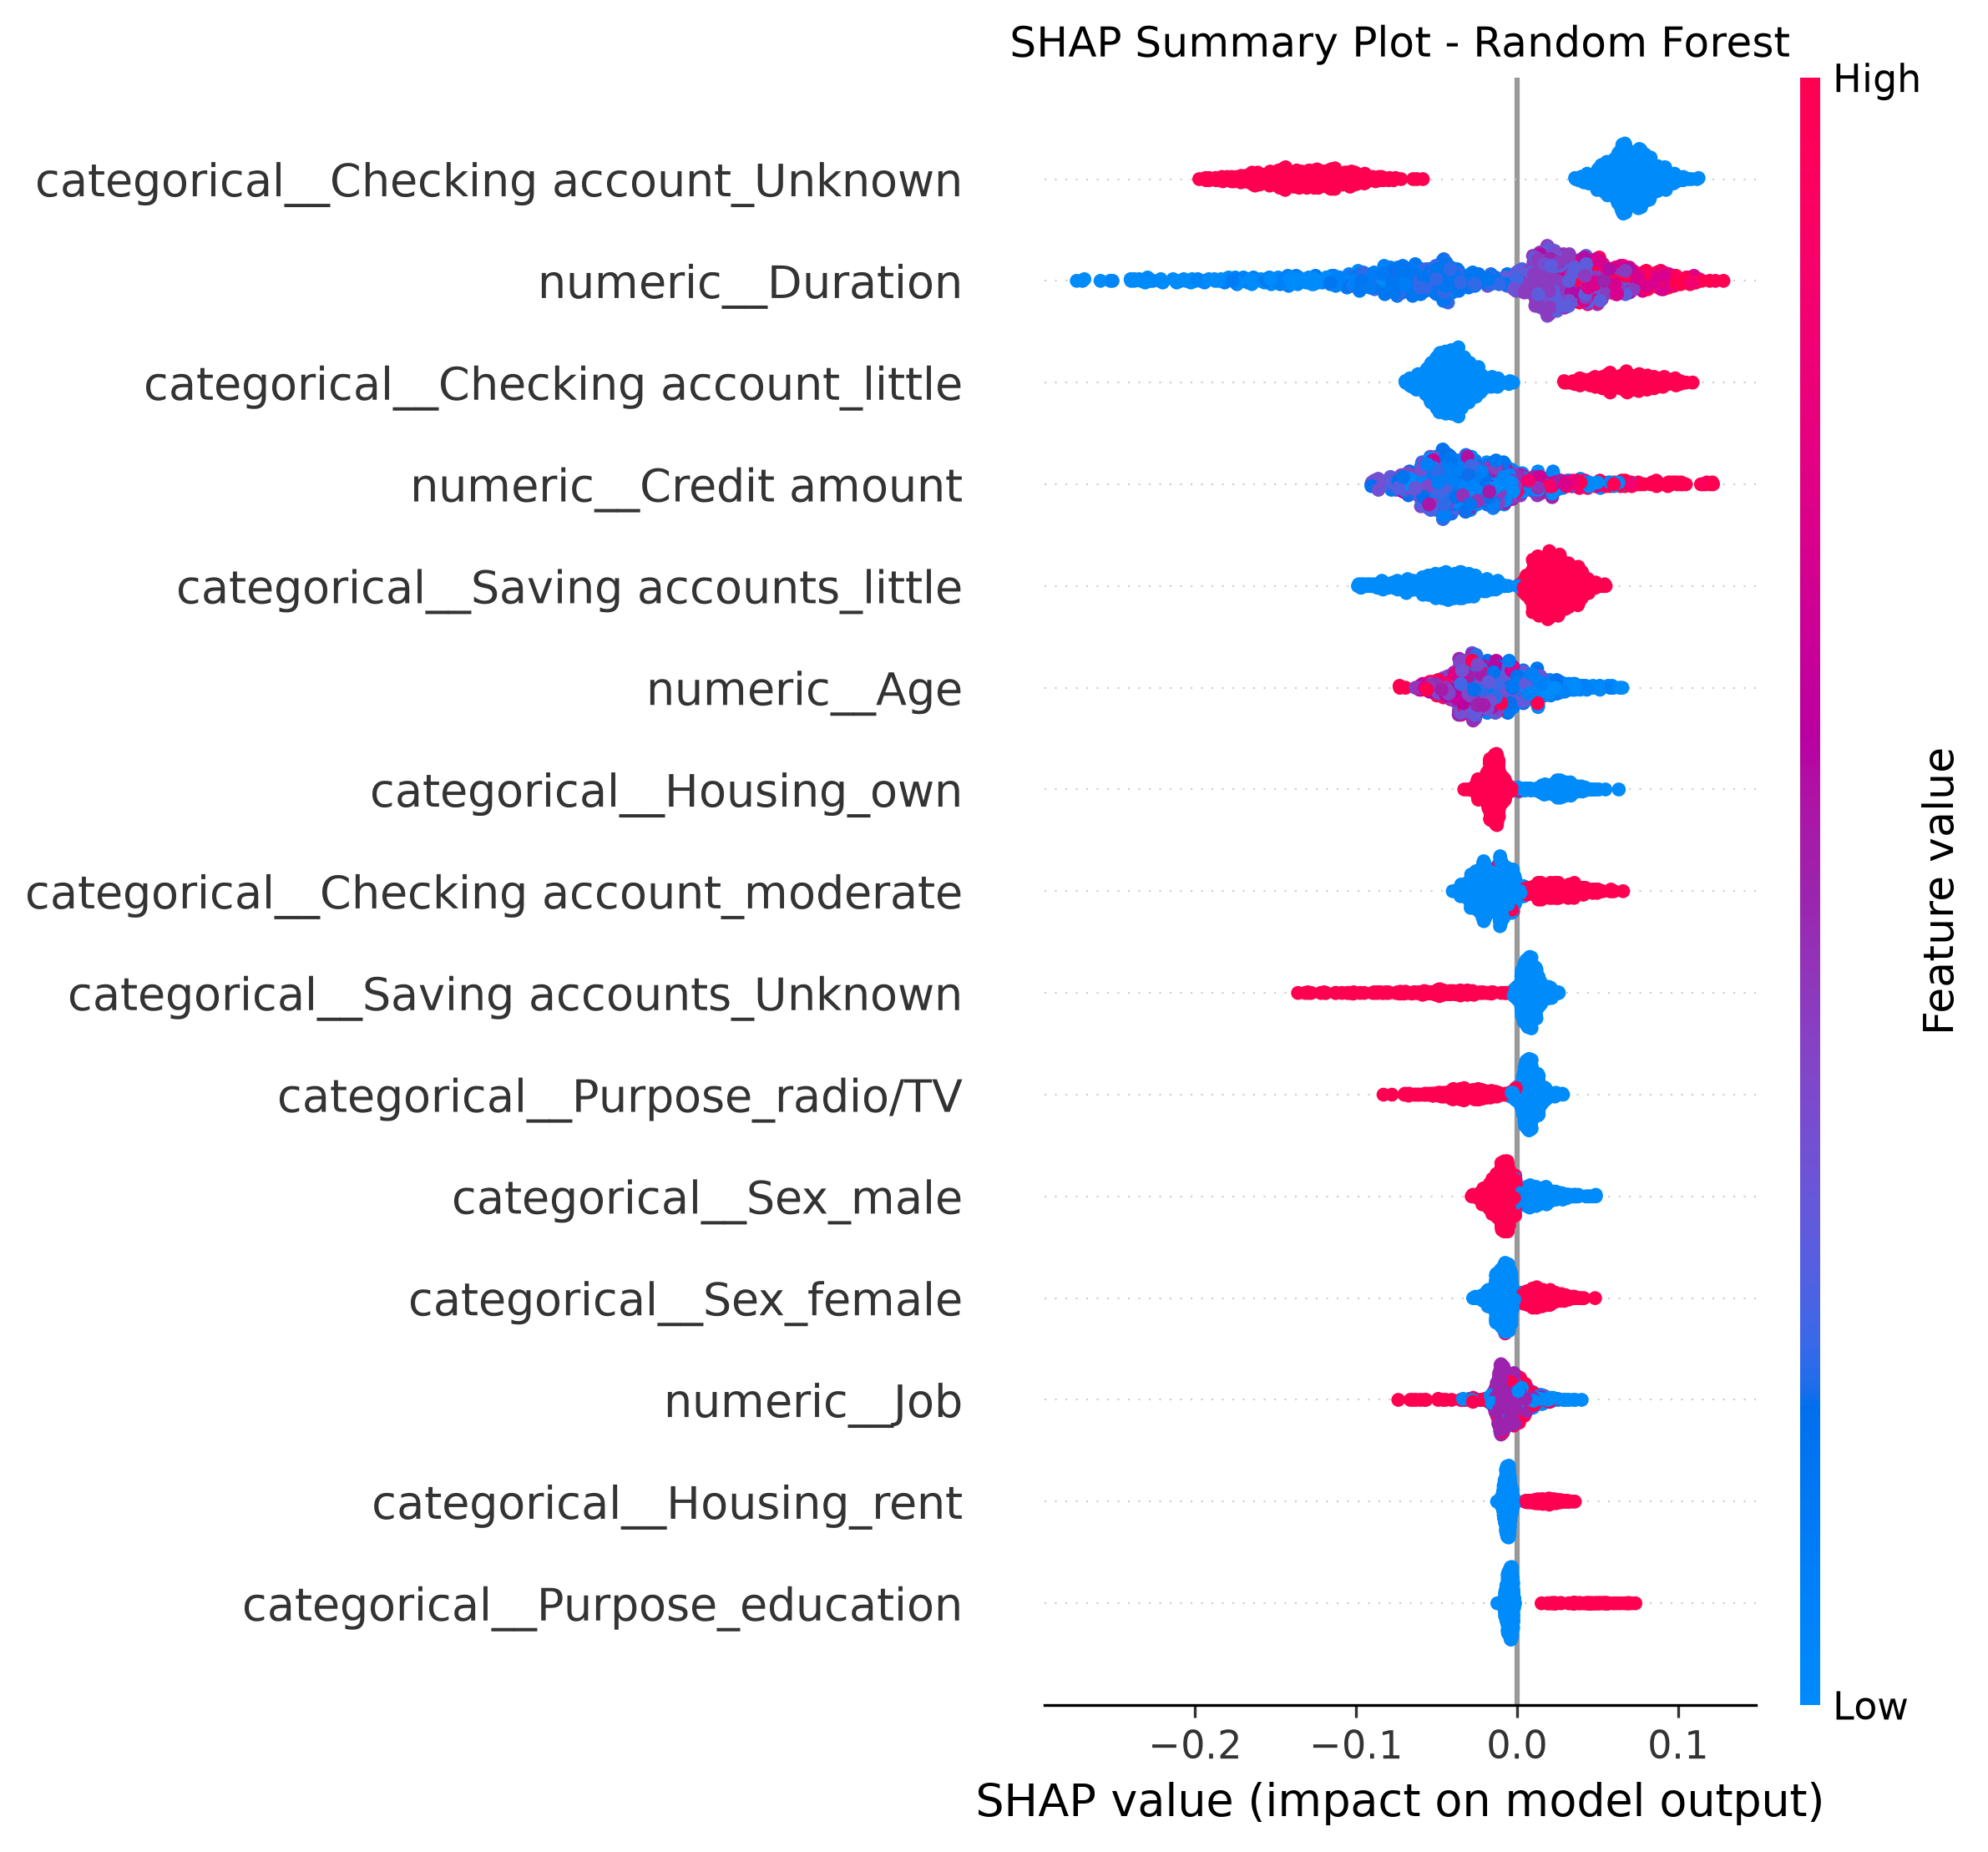 SHAP Summary Plot - Random Forest
High
categorical__Checking account_Unknown
numeric__Duration
categorical__Checking account_little
numeric__Credit amount
categorical__Saving accounts_little
numeric__Age
categorical__Housing_own
categorical__Checking account_moderate
categorical__Saving accounts_Unknown
categorical__Purpose_radio/TV
categorical__Sex_male
categorical__Sex_female
numeric__Job
categorical__Housing_rent
categorical__Purpose_education
Feature value
Low
−0.2 −0.1 0.0 0.1
SHAP value (impact on model output)